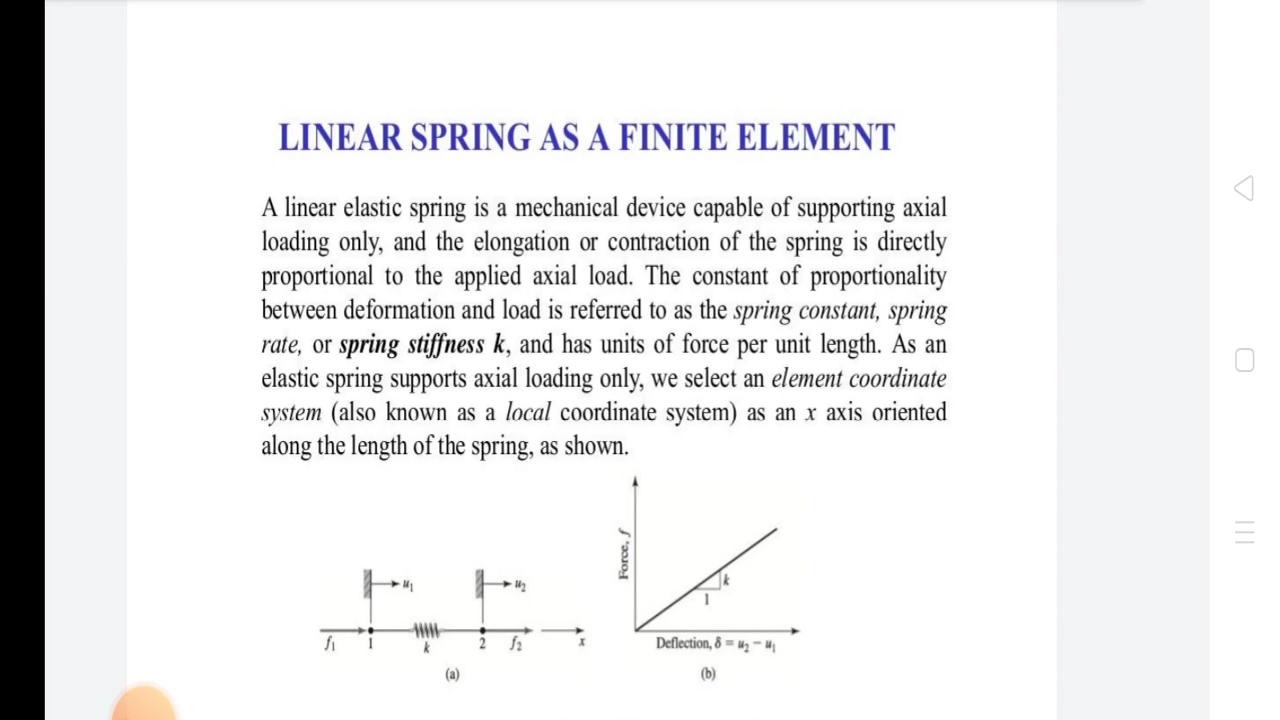 LINEAR SPRING AS A FINITE ELEMENT
A linear elastic spring is a mechanical device capable of supporting axial
loading only, and the elongation or contraction of the spring is directly
proportional to the applied axial load. The constant of proportionality
between deformation and load is referred to as the spring constant, spring
rate, or spring stiffness k, and has units of force per unit length. As an
elastic spring supports axial loading only, we select an element coordinate
system (also known as a local coordinate system) as an x axis oriented
along the length of the spring, as shown.
u₁ u₂
f₁ 1 k 2 f₂ x
(a)
Force, f
k
1
Deflection, δ = u₂ − u₁
(b)